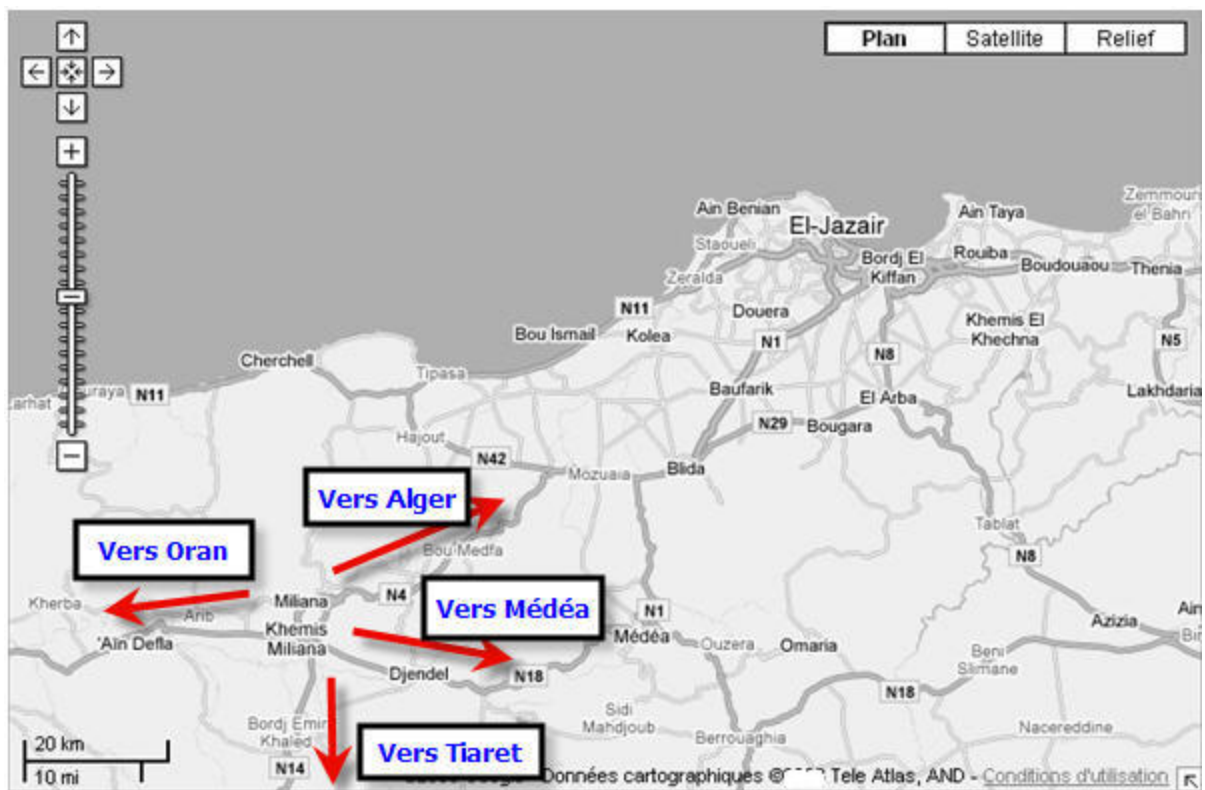 Plan Satellite Relief
Zemmouri
el Bahri
Ain Benian
Ain Taya
El-Jazair
Staoueli
Bordj El
Kiffan
Rouiba
Boudouaou
Thenia
Zeralda
N11
Douera
Khemis El
Khechna
Bou Ismail
Kolea
N1
N8
N5
Cherchell
Tipasa
N11
Baufarik
El Arba
Lakhdaria
Larhat
N29
Bougara
Hajout
N42
Mozuaia
Blida
Vers Alger
Tablat
Vers Oran
Bou Medfa
N8
Kherba
Arib
Miliana
N4
Vers Médéa
N1
Azizia
Ain
'Aïn Defla
Khemis
Miliana
Médéa
Ouzera
Omaria
Beni
Slimane
Djendel
N18
N18
Sidi
Mahdjoub
Bordj Emir
Khaled
Berrouaghia
Nacereddine
20 km
10 mi
N14
Vers Tiaret
Données cartographiques © Tele Atlas, AND - Conditions d'utilisation